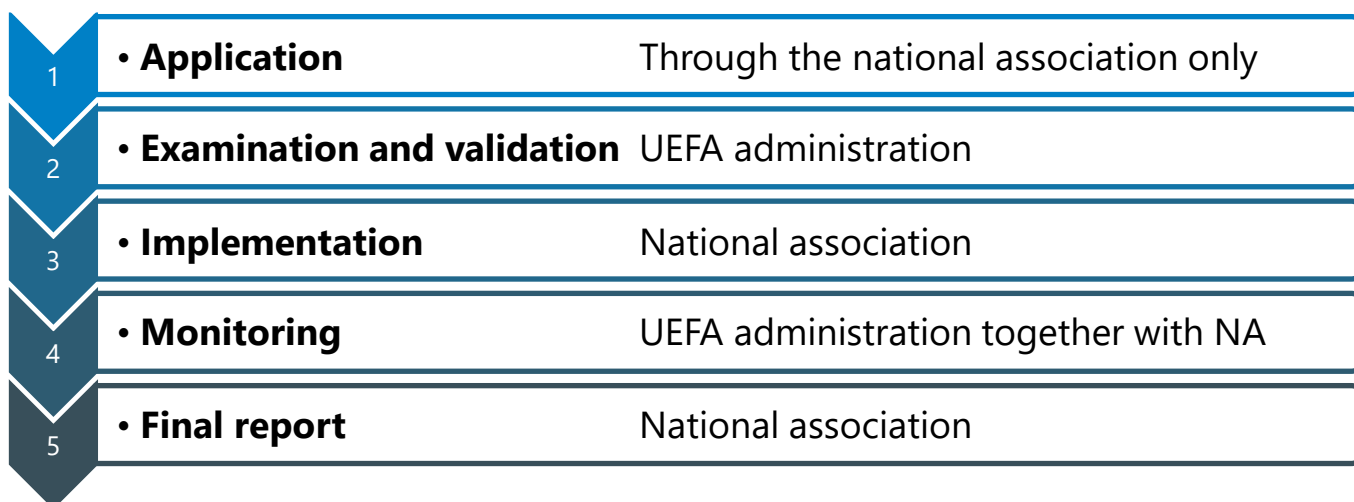 1 • Application Through the national association only
2 • Examination and validation UEFA administration
3 • Implementation National association
4 • Monitoring UEFA administration together with NA
5 • Final report National association